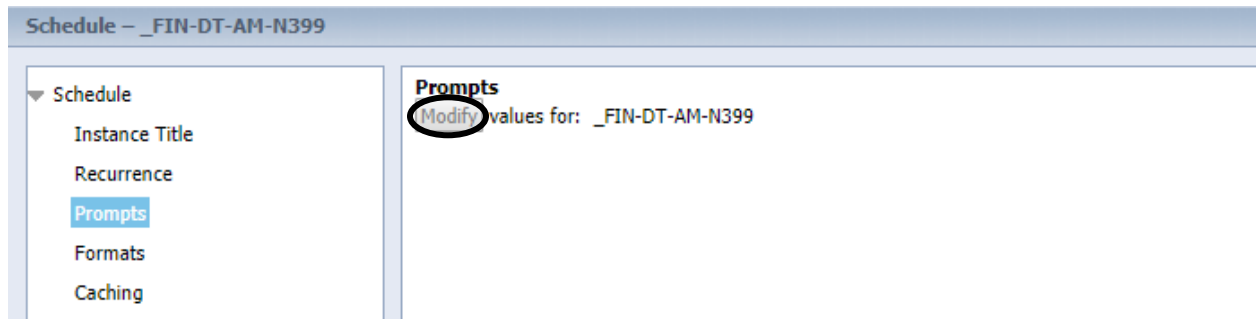 Schedule – _FIN-DT-AM-N399
Schedule
Instance Title
Recurrence
Prompts
Formats
Caching
Prompts
Modify values for: _FIN-DT-AM-N399